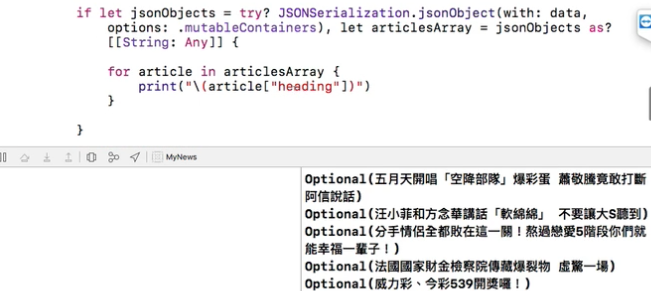 if let jsonObjects = try? JSONSerialization.jsonObject(with: data,
options: .mutableContainers), let articlesArray = jsonObjects as?
[[String: Any]] {
for article in articlesArray {
print("\(article["heading"])")
}
}
MyNews
Optional(五月天開唱「空降部隊」爆彩蛋 蕭敬騰竟敢打斷
阿信說話)
Optional(汪小菲和方念華講話「軟綿綿」 不要讓大S聽到)
Optional(分手情侶全都敗在這一關！熬過戀愛5階段你們就
能幸福一輩子！)
Optional(法國國家財金檢察院傳藏爆裂物 虛驚一場)
Optional(威力彩、今彩539開獎囉！)